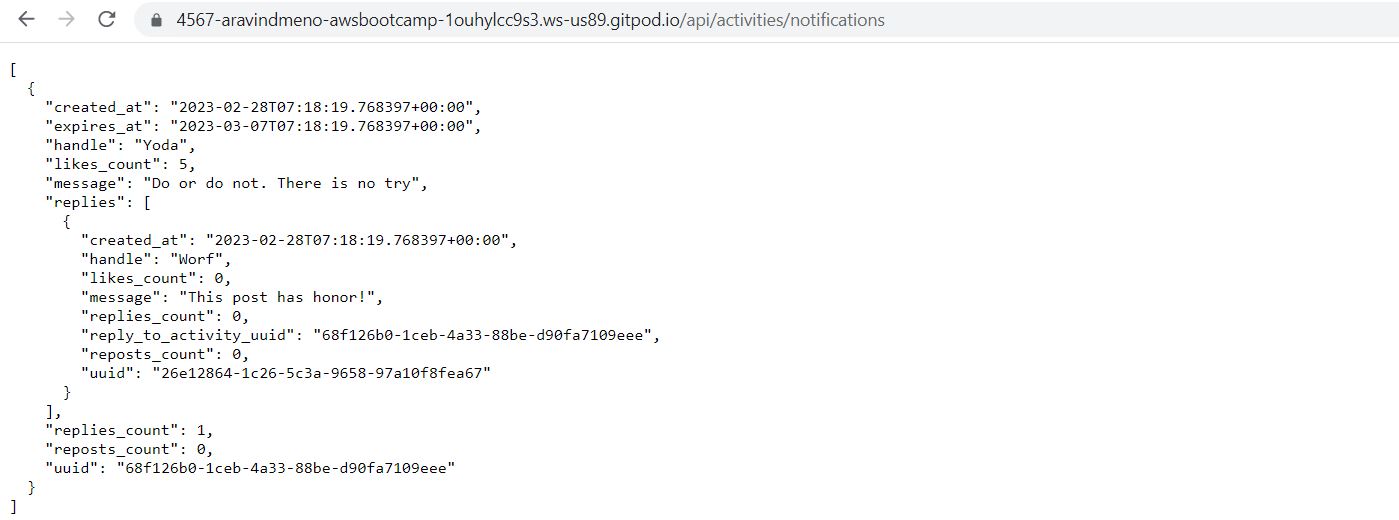 4567-aravindmeno-awsbootcamp-1ouhylcc9s3.ws-us89.gitpod.io/api/activities/notifications
[
  {
    "created_at": "2023-02-28T07:18:19.768397+00:00",
    "expires_at": "2023-03-07T07:18:19.768397+00:00",
    "handle": "Yoda",
    "likes_count": 5,
    "message": "Do or do not. There is no try",
    "replies": [
      {
        "created_at": "2023-02-28T07:18:19.768397+00:00",
        "handle": "Worf",
        "likes_count": 0,
        "message": "This post has honor!",
        "replies_count": 0,
        "reply_to_activity_uuid": "68f126b0-1ceb-4a33-88be-d90fa7109eee",
        "reposts_count": 0,
        "uuid": "26e12864-1c26-5c3a-9658-97a10f8fea67"
      }
    ],
    "replies_count": 1,
    "reposts_count": 0,
    "uuid": "68f126b0-1ceb-4a33-88be-d90fa7109eee"
  }
]